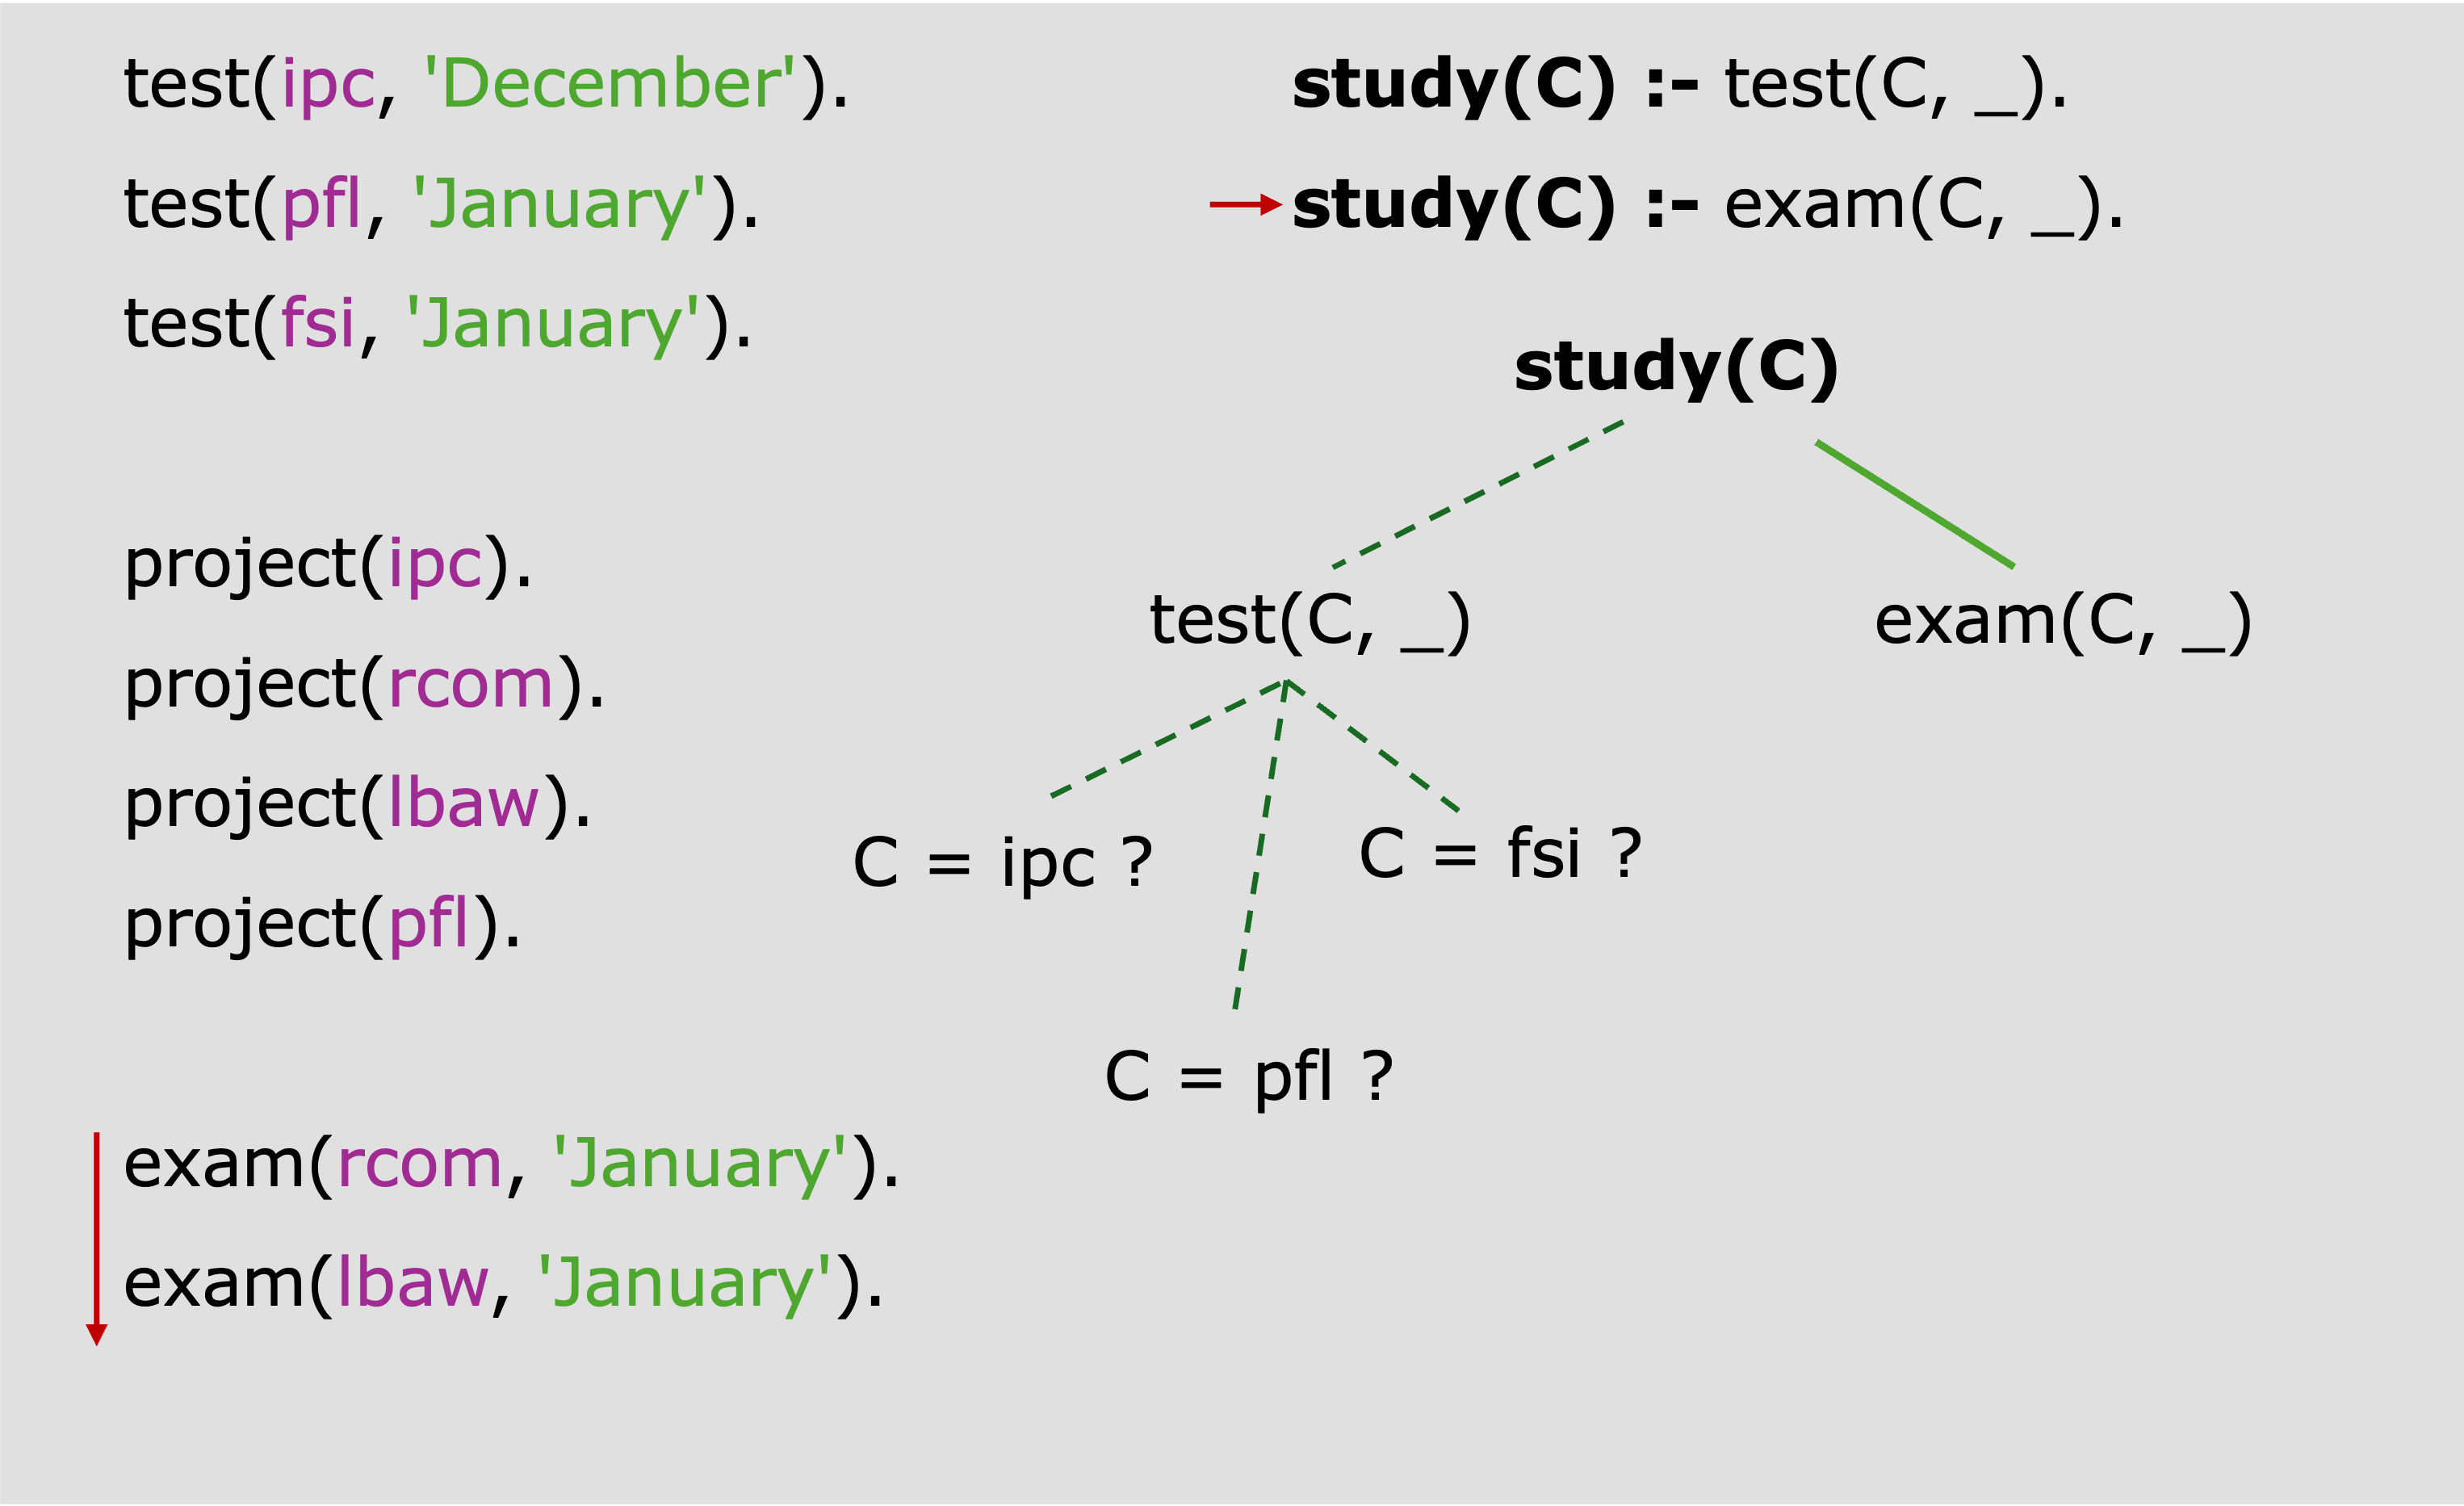 test(ipc, 'December').
test(pfl, 'January').
test(fsi, 'January').
project(ipc).
project(rcom).
project(lbaw).
project(pfl).
exam(rcom, 'January').
exam(lbaw, 'January').
study(C) :- test(C, _).
study(C) :- exam(C, _).
study(C)
test(C, _)
exam(C, _)
C = ipc ?
C = fsi ?
C = pfl ?